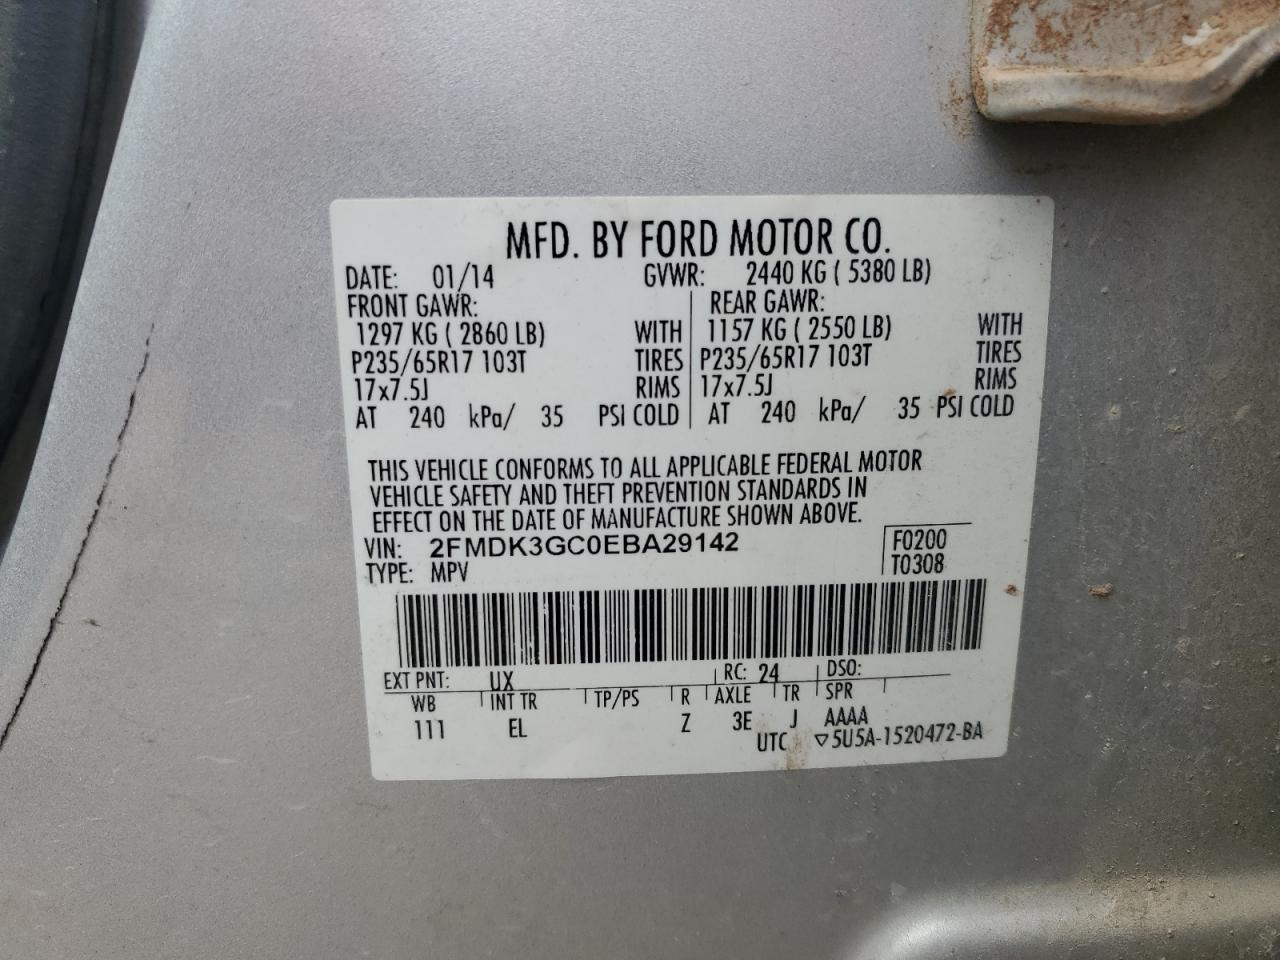 MFD. BY FORD MOTOR CO.
DATE: 01/14 GVWR: 2440 KG ( 5380 LB)
FRONT GAWR: REAR GAWR:
1297 KG ( 2860 LB) WITH 1157 KG ( 2550 LB) WITH
P235/65R17 103T TIRES P235/65R17 103T TIRES
17x7.5J RIMS 17x7.5J RIMS
AT 240 kPa/ 35 PSI COLD AT 240 kPa/ 35 PSI COLD
THIS VEHICLE CONFORMS TO ALL APPLICABLE FEDERAL MOTOR
VEHICLE SAFETY AND THEFT PREVENTION STANDARDS IN
EFFECT ON THE DATE OF MANUFACTURE SHOWN ABOVE.
VIN: 2FMDK3GC0EBA29142 F0200
TYPE: MPV T0308
EXT PNT: UX RC: 24 DSO:
WB INT TR TP/PS R AXLE TR SPR
111 EL Z 3E J AAAA
UTC ▽5U5A-1520472-BA